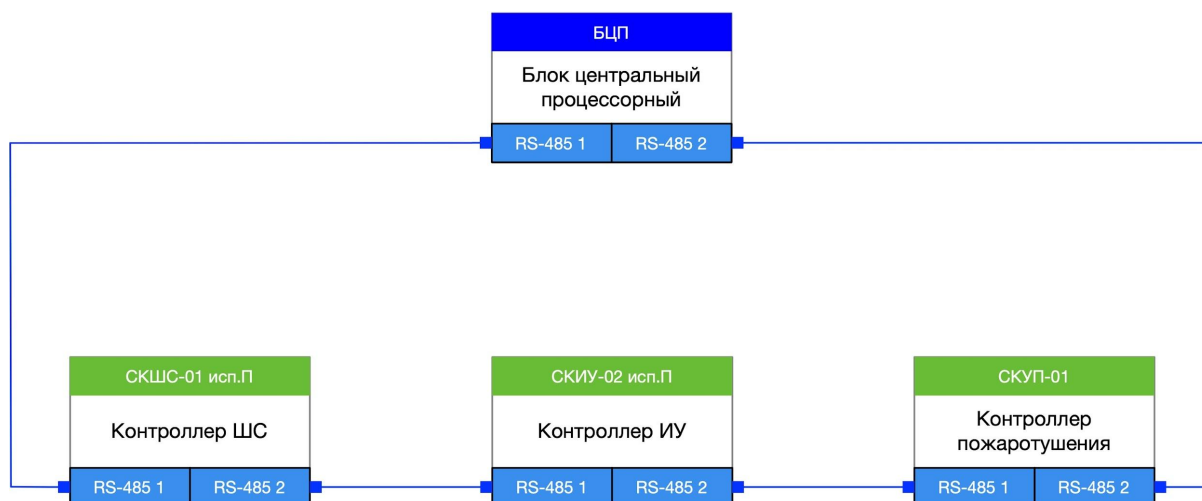 БЦП
Блок центральный
процессорный
RS-485 1 RS-485 2
СКШС-01 исп.П СКИУ-02 исп.П СКУП-01
Контроллер ШС Контроллер ИУ Контроллер
пожаротушения
RS-485 1 RS-485 2 RS-485 1 RS-485 2 RS-485 1 RS-485 2